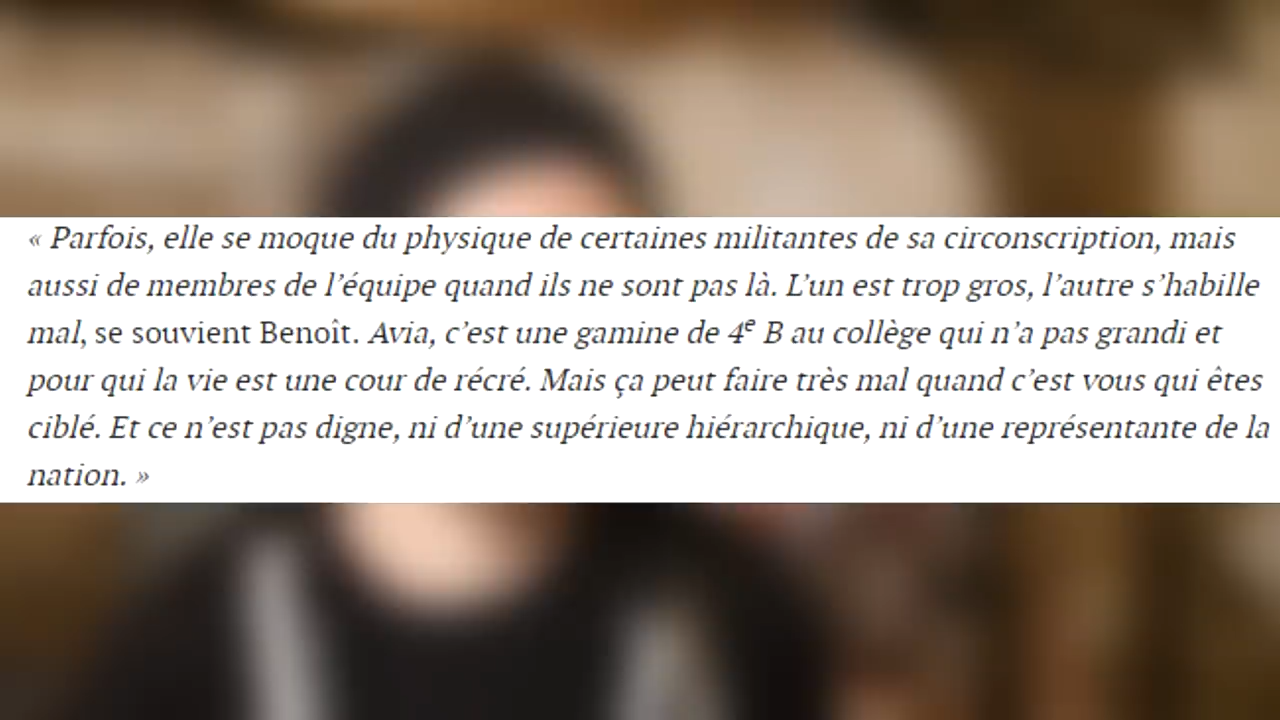 « Parfois, elle se moque du physique de certaines militantes de sa circonscription, mais
aussi de membres de l’équipe quand ils ne sont pas là. L’un est trop gros, l’autre s’habille
mal, se souvient Benoît. Avia, c’est une gamine de 4e B au collège qui n’a pas grandi et
pour qui la vie est une cour de récré. Mais ça peut faire très mal quand c’est vous qui êtes
ciblé. Et ce n’est pas digne, ni d’une supérieure hiérarchique, ni d’une représentante de la
nation. »